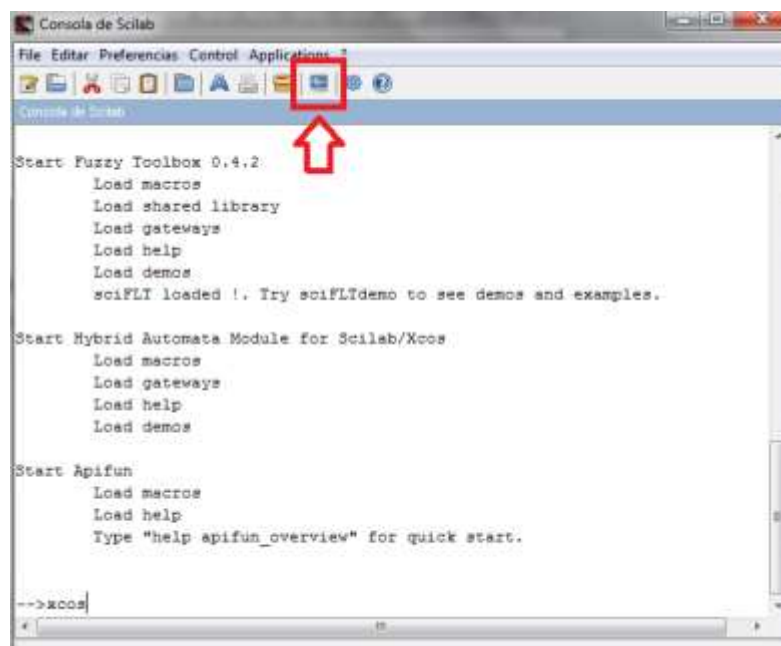 Consola de Scilab
File Editar Preferencias Control Applications ?
Consola de Scilab
Start Fuzzy Toolbox 0.4.2
Load macros
Load shared library
Load gateways
Load help
Load demos
sciFLT loaded !. Try sciFLTdemo to see demos and examples.
Start Hybrid Automata Module for Scilab/Xcos
Load macros
Load gateways
Load help
Load demos
Start Apifun
Load macros
Load help
Type "help apifun_overview" for quick start.
-->xcos